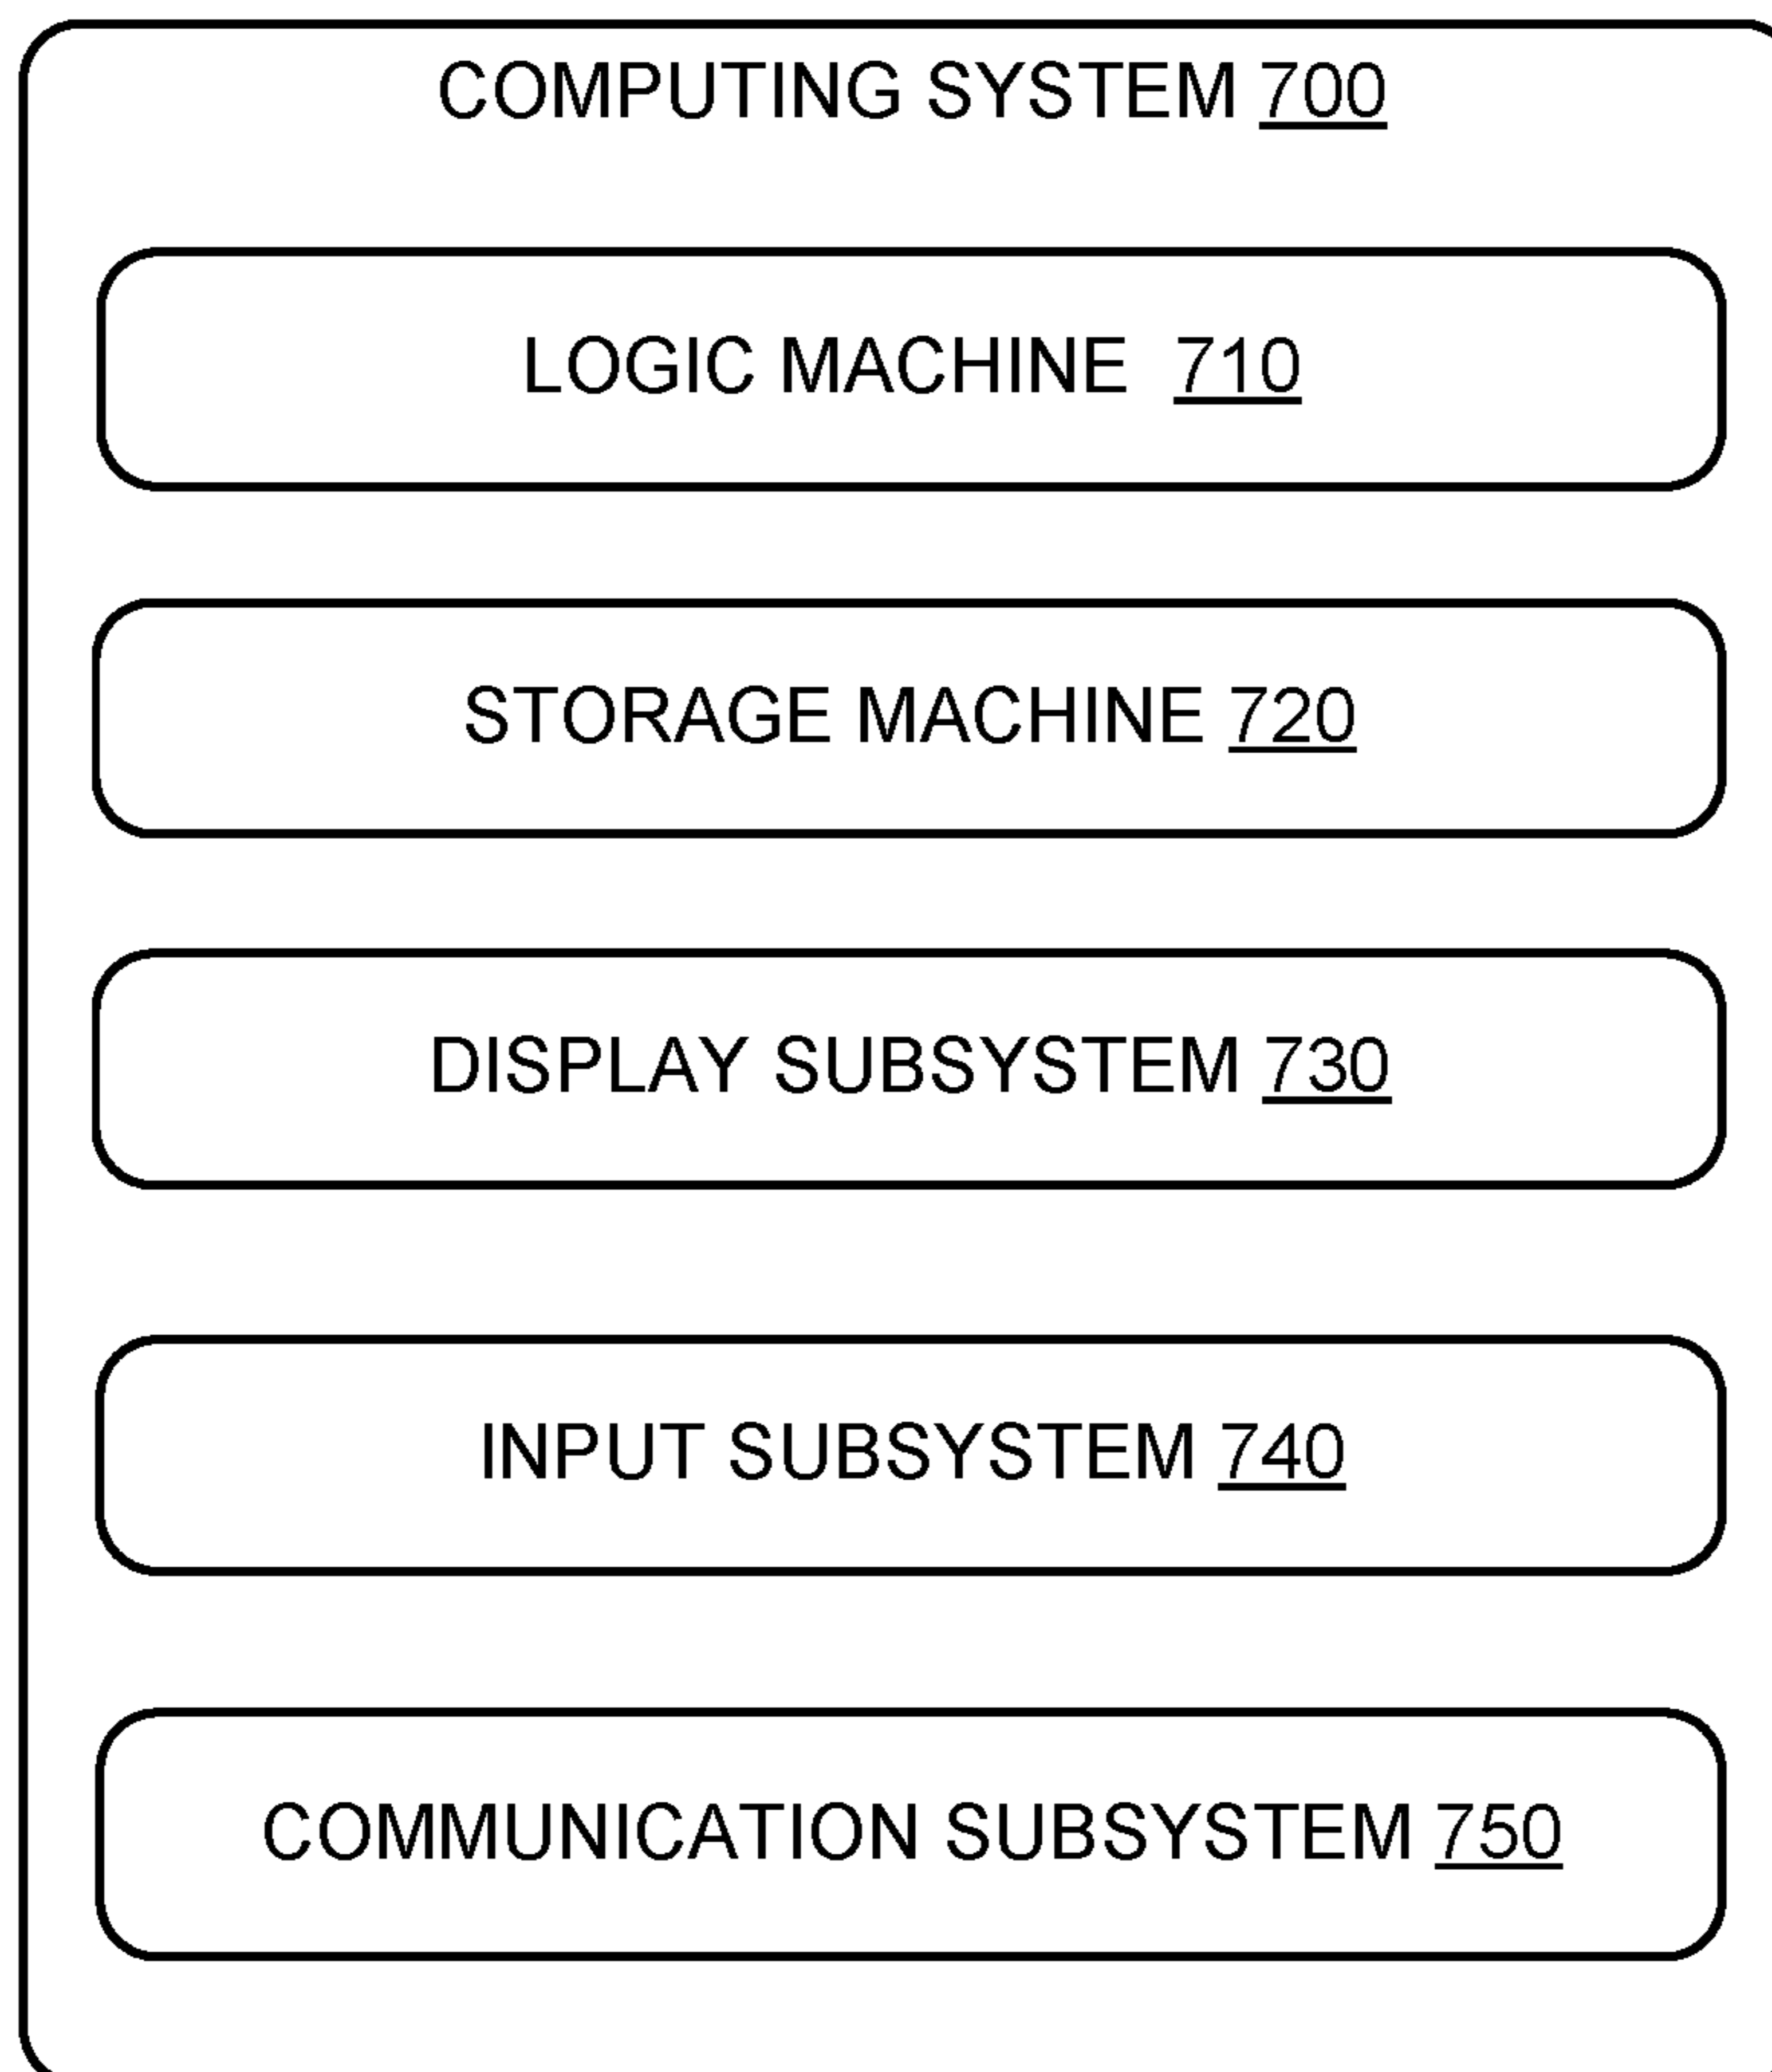 COMPUTING SYSTEM 700
LOGIC MACHINE 710
STORAGE MACHINE 720
DISPLAY SUBSYSTEM 730
INPUT SUBSYSTEM 740
COMMUNICATION SUBSYSTEM 750